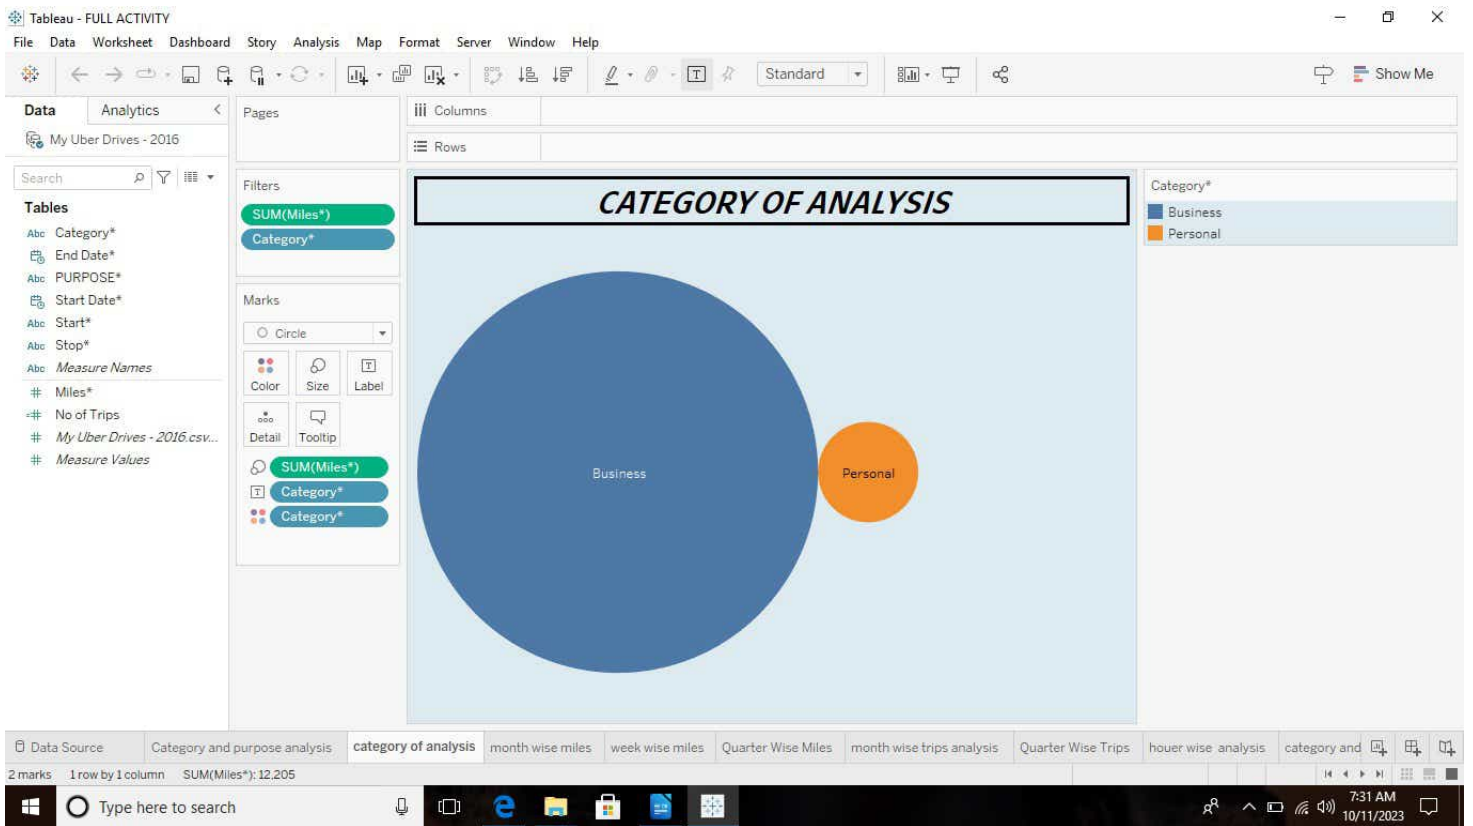 Tableau - FULL ACTIVITY
File Data Worksheet Dashboard Story Analysis Map Format Server Window Help
Standard
Show Me
Data Analytics
My Uber Drives - 2016
Search
Tables
Abc Category*
End Date*
Abc PURPOSE*
Start Date*
Abc Start*
Abc Stop*
Abc Measure Names
# Miles*
=# No of Trips
# My Uber Drives - 2016.csv...
# Measure Values
Pages
Filters
SUM(Miles*)
Category*
Marks
Circle
Color Size Label
Detail Tooltip
SUM(Miles*)
Category*
Category*
Columns
Rows
CATEGORY OF ANALYSIS
Business
Personal
Category*
Business
Personal
Data Source Category and purpose analysis category of analysis month wise miles week wise miles Quarter Wise Miles month wise trips analysis Quarter Wise Trips houer wise analysis category and
2 marks 1 row by 1 column SUM(Miles*): 12,205
Type here to search
7:31 AM
10/11/2023